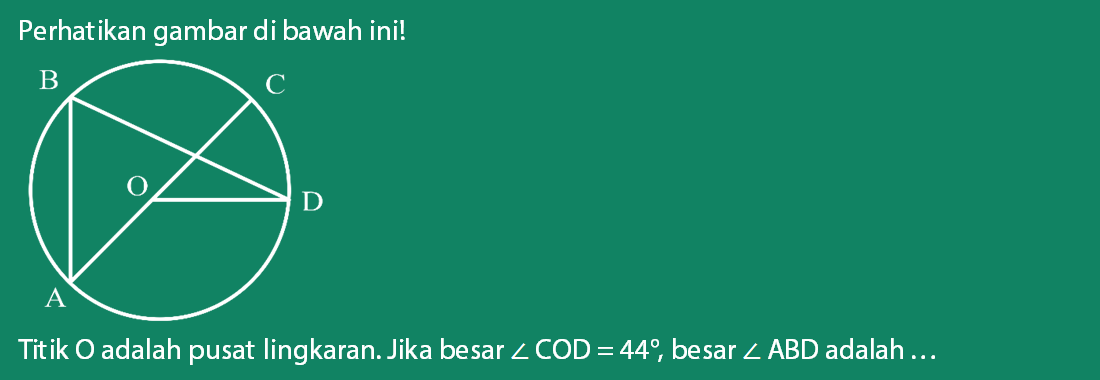 Perhatikan gambar di bawah ini!
B
C
O
D
A
Titik O adalah pusat lingkaran. Jika besar ∠ COD = 44°, besar ∠ ABD adalah ...